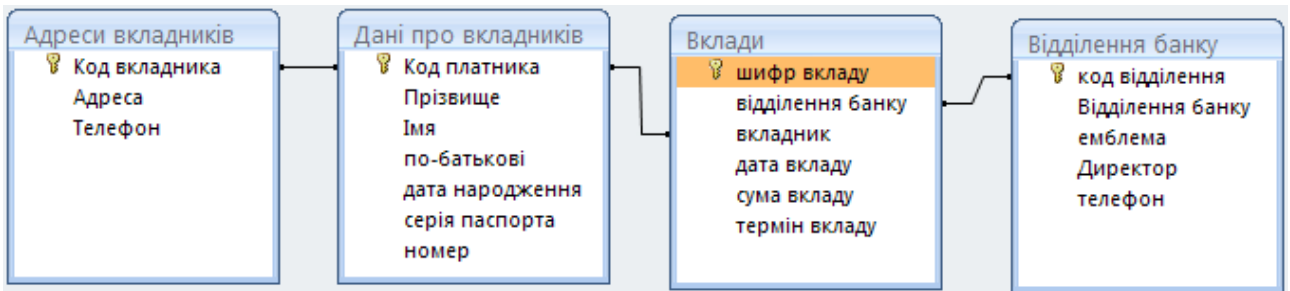 Адреси вкладників
Код вкладника
Адреса
Телефон
Дані про вкладників
Код платника
Прізвище
Імя
по-батькові
дата народження
серія паспорта
номер
Вклади
шифр вкладу
відділення банку
вкладник
дата вкладу
сума вкладу
термін вкладу
Відділення банку
код відділення
Відділення банку
емблема
Директор
телефон